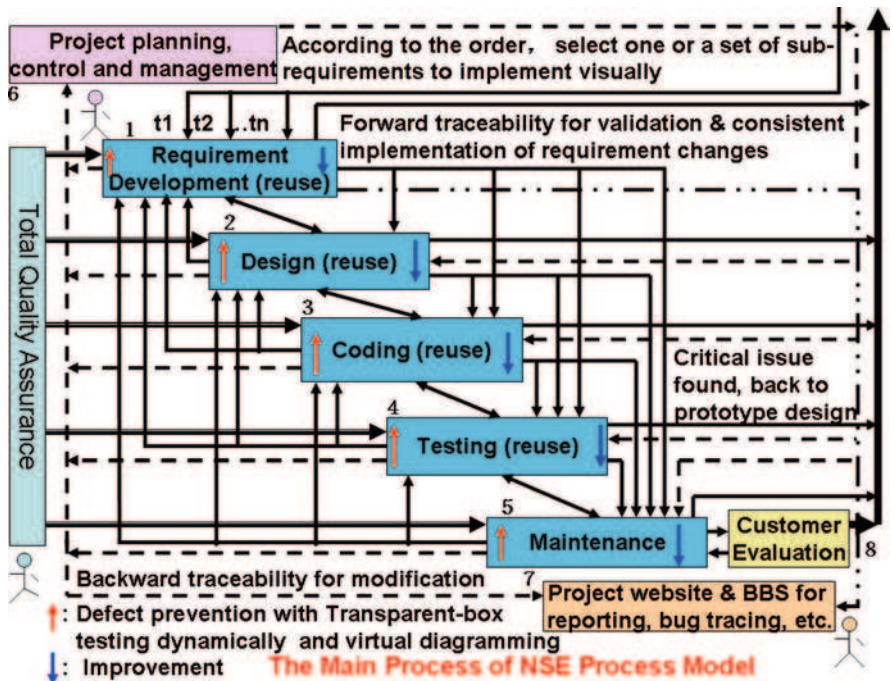 Project planning,
control and management
6
According to the order, select one or a set of sub-
requirements to implement visually
1 t1 t2 ..tn
Forward traceability for validation & consistent
implementation of requirement changes
Requirement
Development (reuse)
Total Quality Assurance
2
Design (reuse)
3
Coding (reuse)
Critical issue
found, back to
prototype design
4
Testing (reuse)
5
Maintenance
Customer
Evaluation
8
Backward traceability for modification
7
Project website & BBS for
reporting, bug tracing, etc.
: Defect prevention with Transparent-box
testing dynamically and virtual diagramming
: Improvement
The Main Process of NSE Process Model